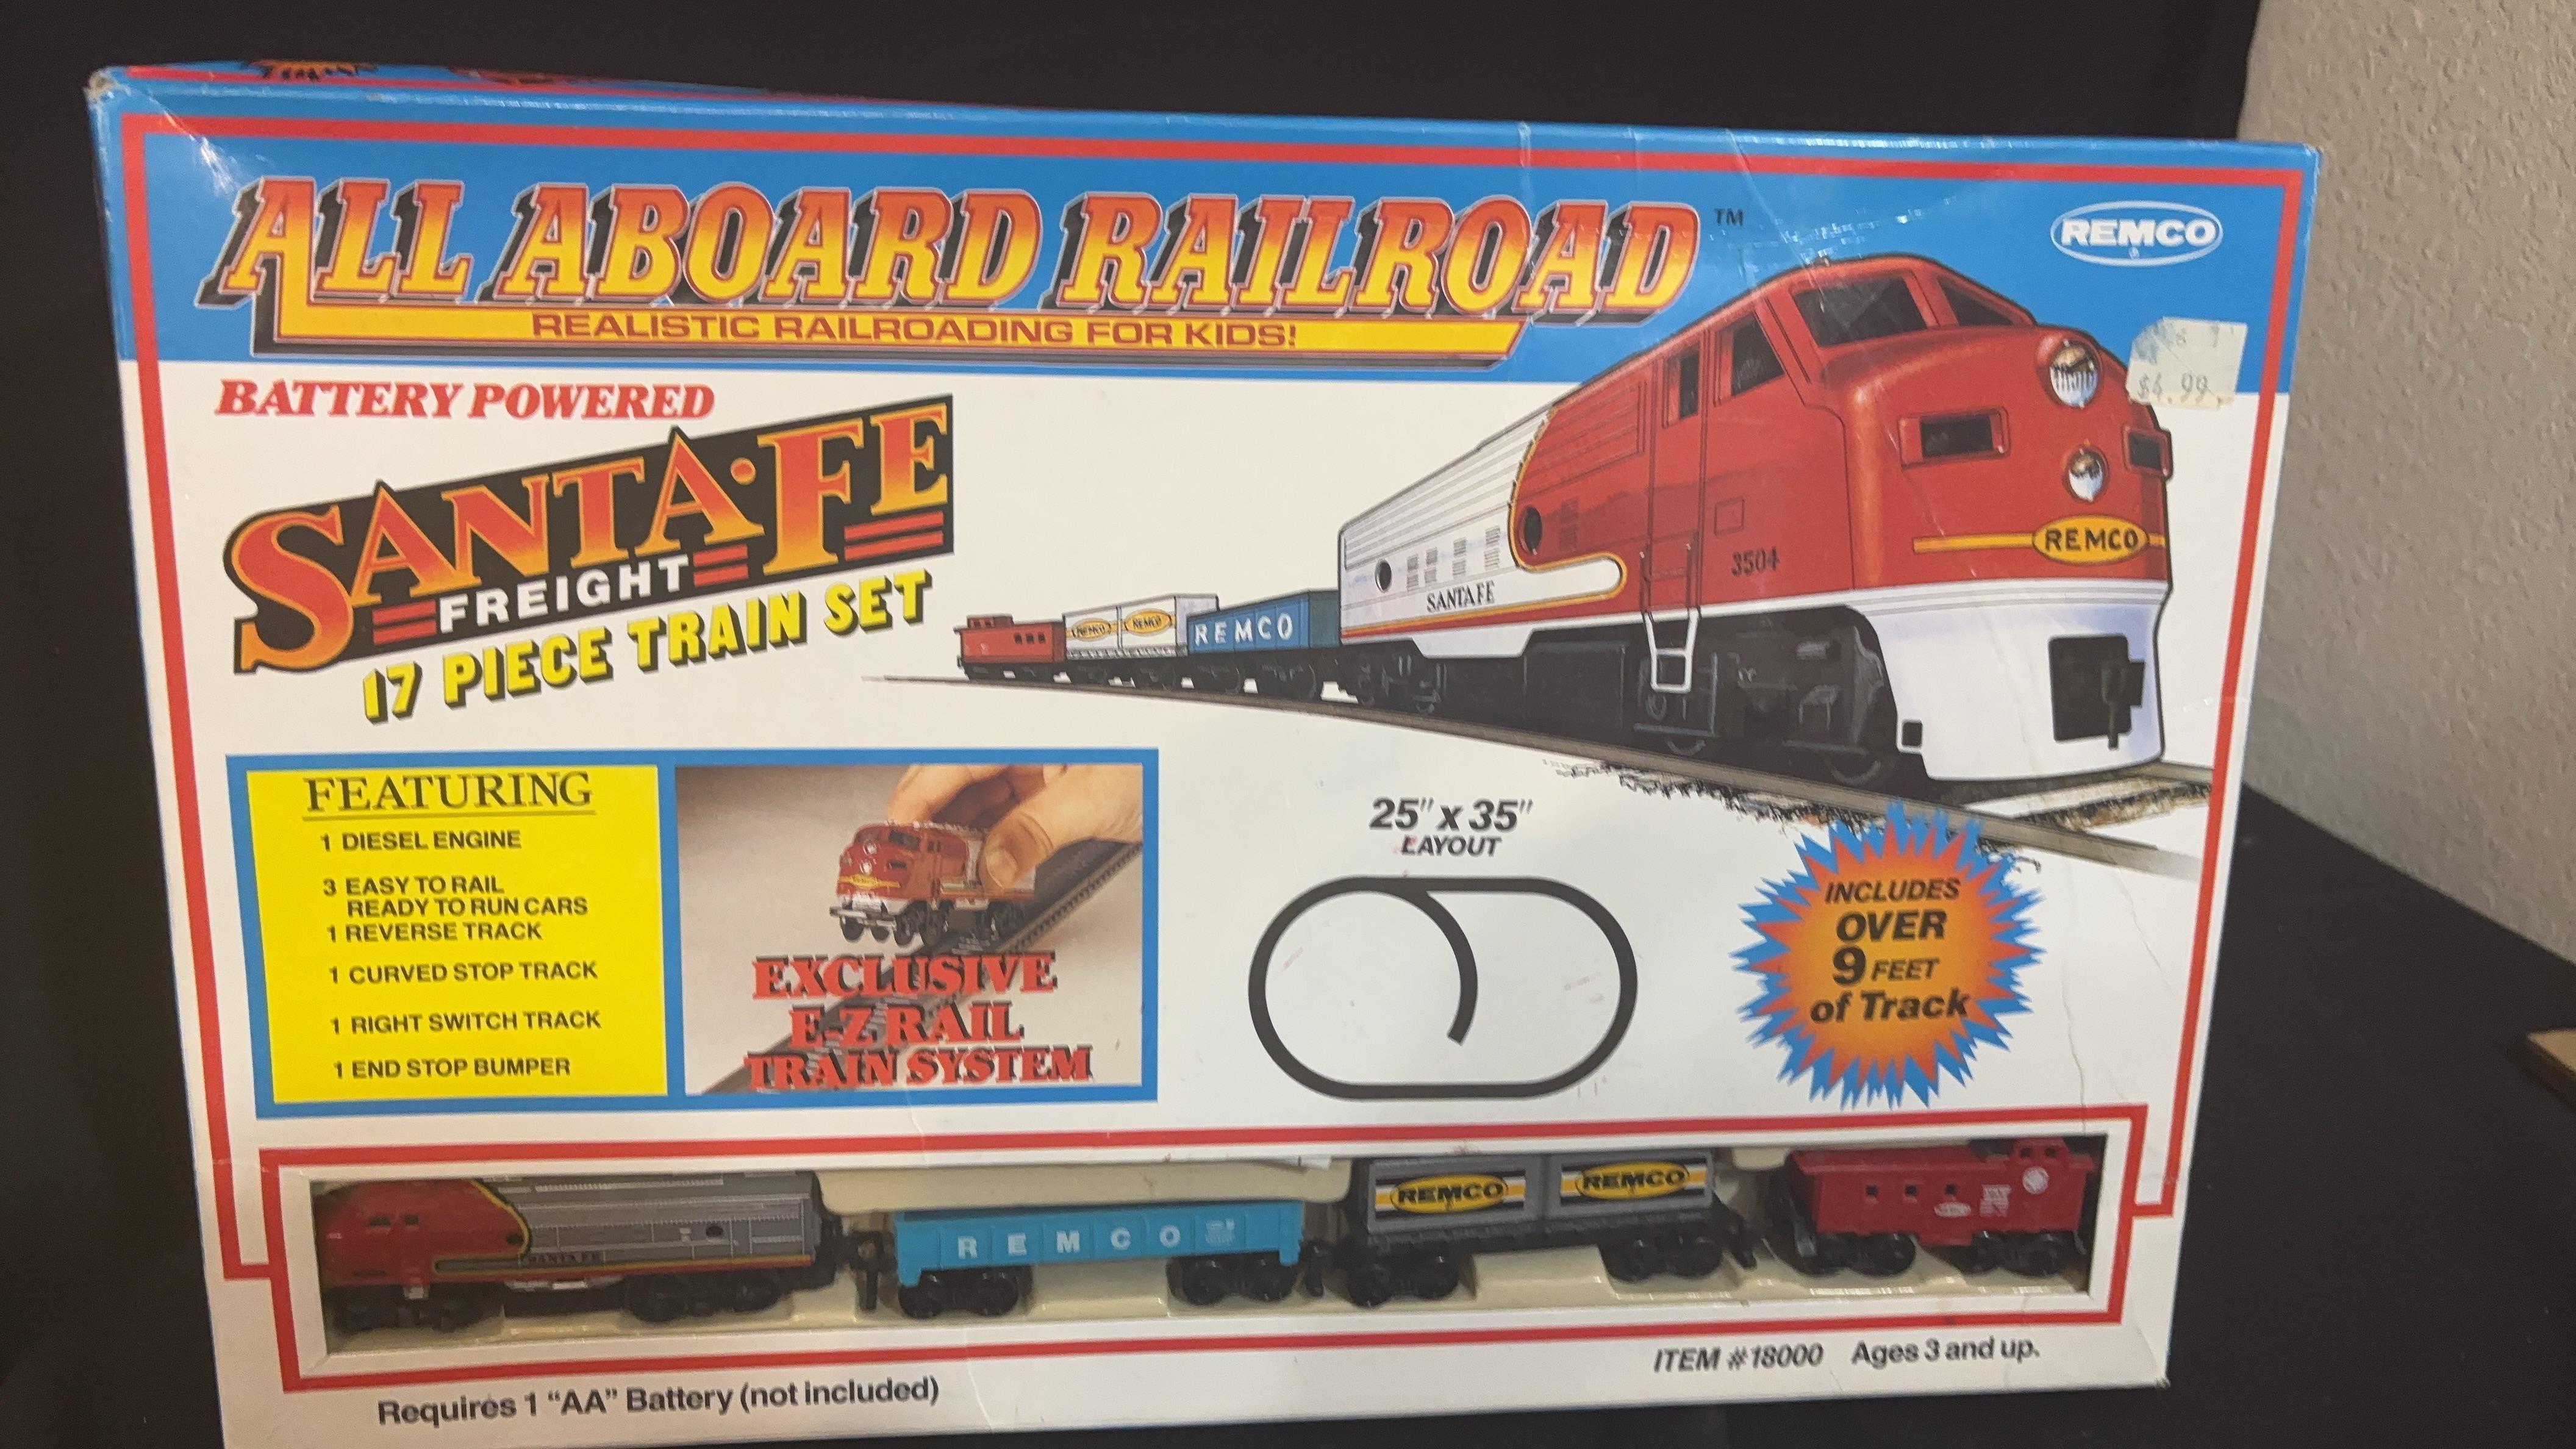 ALL ABOARD RAILROAD ™
REMCO
®
REALISTIC RAILROADING FOR KIDS!
BATTERY POWERED
SANTA·FE
FREIGHT
17 PIECE TRAIN SET
REMCO
REMCO
REMCO
SANTA FE
3504
REMCO
FEATURING
1 DIESEL ENGINE
3 EASY TO RAIL
READY TO RUN CARS
1 REVERSE TRACK
1 CURVED STOP TRACK
1 RIGHT SWITCH TRACK
1 END STOP BUMPER
EXCLUSIVE
E-Z RAIL
TRAIN SYSTEM
25" x 35"
LAYOUT
INCLUDES
OVER
9 FEET
of Track
SANTA FE
REMCO
REMCO
REMCO
ITEM #18000 Ages 3 and up.
Requires 1 "AA" Battery (not included)